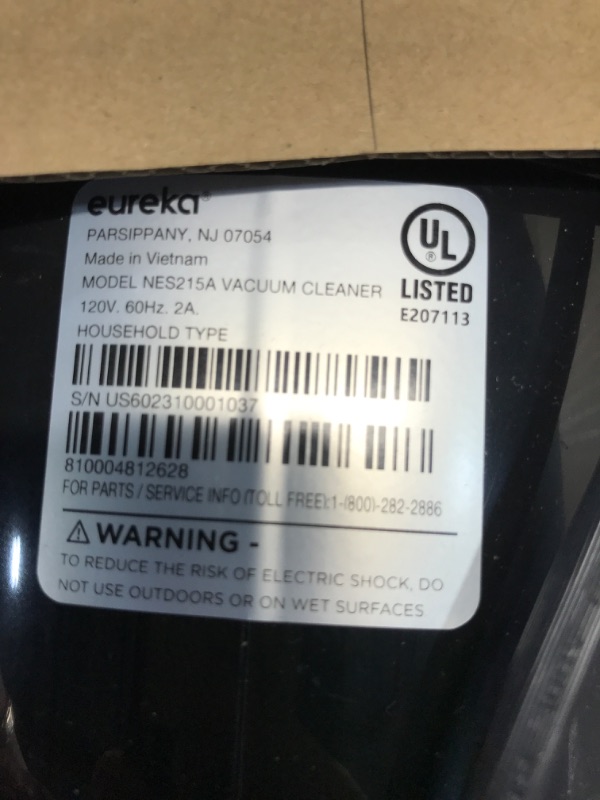 eureka®
PARSIPPANY, NJ 07054
Made in Vietnam
MODEL NES215A VACUUM CLEANER
120V. 60Hz. 2A.
HOUSEHOLD TYPE
UL
®
LISTED
E207113
S/N US602310001037
810004812628
FOR PARTS / SERVICE INFO (TOLL FREE):1-(800)-282-2886
⚠ WARNING -
TO REDUCE THE RISK OF ELECTRIC SHOCK, DO
NOT USE OUTDOORS OR ON WET SURFACES